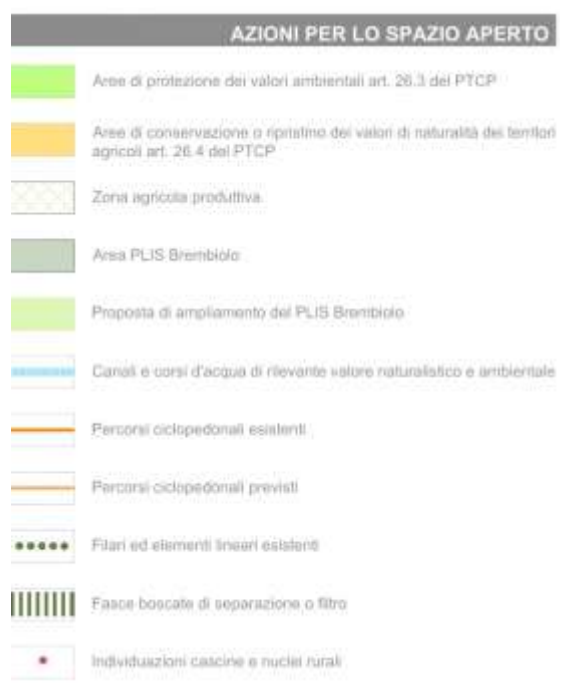 AZIONI PER LO SPAZIO APERTO
Aree di protezione dei valori ambientali art. 26.3 del PTCP
Aree di conservazione o ripristino dei valori di naturalità dei territori
agricoli art. 26.4 del PTCP
Zona agricola produttiva
Area PLIS Brembiolo
Proposta di ampliamento del PLIS Brembiolo
Canali e corsi d'acqua di rilevante valore naturalistico e ambientale
Percorsi ciclopedonali esistenti
Percorsi ciclopedonali previsti
Filari ed elementi lineari esistenti
Fasce boscate di separazione o filtro
Individuazioni cascine e nuclei rurali